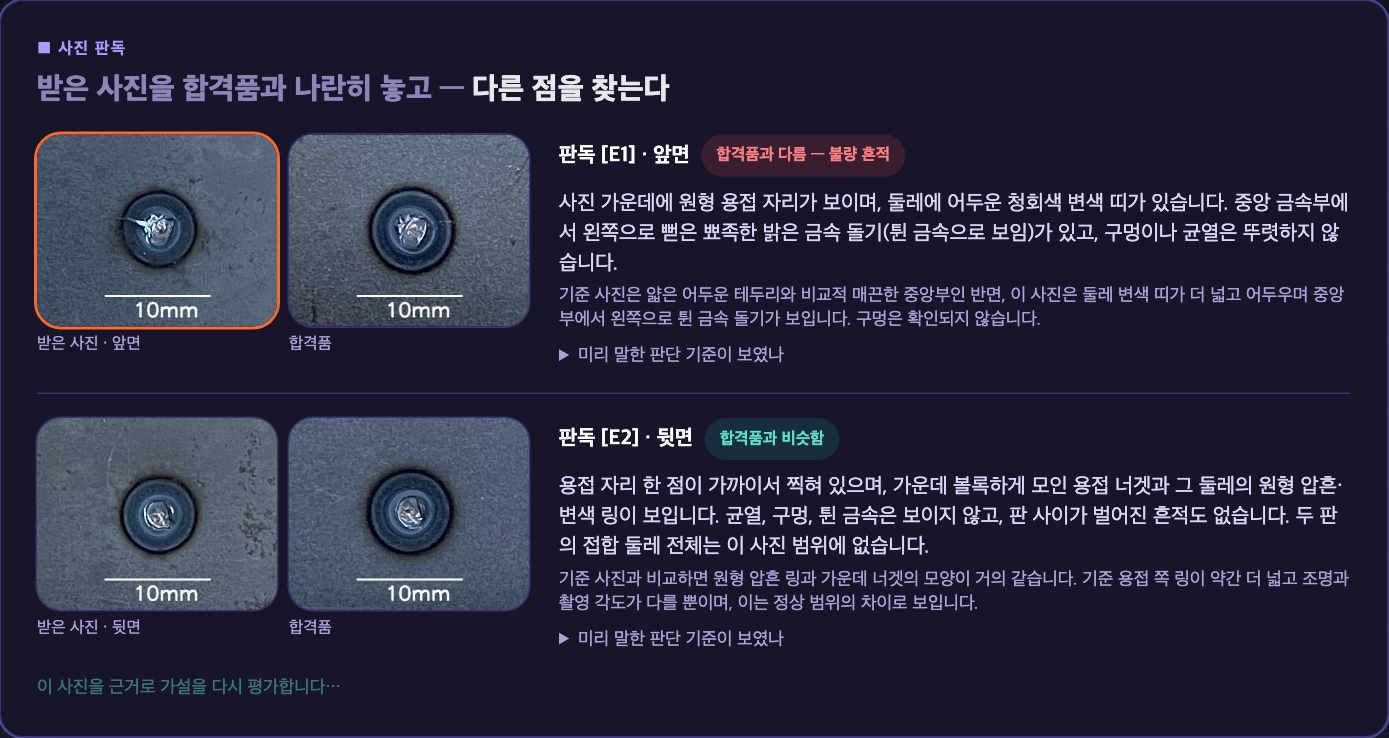 ■ 사진 판독
받은 사진을 합격품과 나란히 놓고 — 다른 점을 찾는다
10mm
받은 사진 · 앞면
10mm
합격품
판독 [E1] · 앞면
합격품과 다름 — 불량 흔적
사진 가운데에 원형 용접 자리가 보이며, 둘레에 어두운 청회색 변색 띠가 있습니다. 중앙 금속부에
서 왼쪽으로 뻗은 뾰족한 밝은 금속 돌기(튄 금속으로 보임)가 있고, 구멍이나 균열은 뚜렷하지 않
습니다.
기준 사진은 얇은 어두운 테두리와 비교적 매끈한 중앙부인 반면, 이 사진은 둘레 변색 띠가 더 넓고 어두우며 중앙
부에서 왼쪽으로 튄 금속 돌기가 보입니다. 구멍은 확인되지 않습니다.
▶ 미리 말한 판단 기준이 보였나
10mm
받은 사진 · 뒷면
10mm
합격품
판독 [E2] · 뒷면
합격품과 비슷함
용접 자리 한 점이 가까이서 찍혀 있으며, 가운데 볼록하게 모인 용접 너겟과 그 둘레의 원형 압흔·
변색 링이 보입니다. 균열, 구멍, 튄 금속은 보이지 않고, 판 사이가 벌어진 흔적도 없습니다. 두 판
의 접합 둘레 전체는 이 사진 범위에 없습니다.
기준 사진과 비교하면 원형 압흔 링과 가운데 너겟의 모양이 거의 같습니다. 기준 용접 쪽 링이 약간 더 넓고 조명과
촬영 각도가 다를 뿐이며, 이는 정상 범위의 차이로 보입니다.
▶ 미리 말한 판단 기준이 보였나
이 사진을 근거로 가설을 다시 평가합니다…